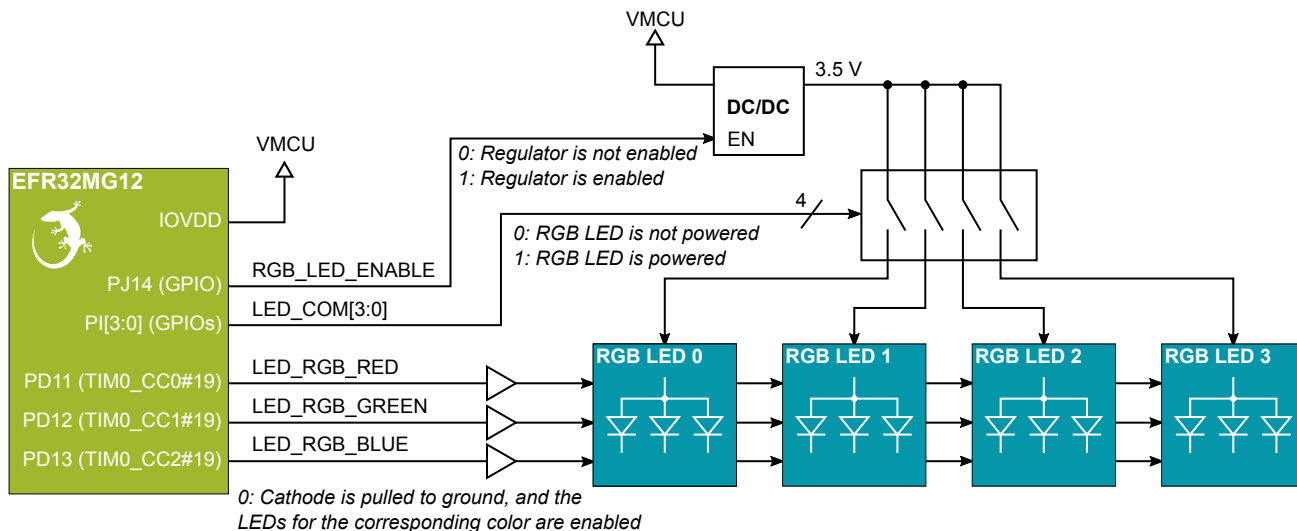 VMCU
3.5 V
DC/DC
EN
0: Regulator is not enabled
1: Regulator is enabled
VMCU
EFR32MG12
IOVDD
4
0: RGB LED is not powered
1: RGB LED is powered
RGB_LED_ENABLE
PJ14 (GPIO)
LED_COM[3:0]
PI[3:0] (GPIOs)
RGB LED 0
RGB LED 1
RGB LED 2
RGB LED 3
LED_RGB_RED
PD11 (TIM0_CC0#19)
LED_RGB_GREEN
PD12 (TIM0_CC1#19)
LED_RGB_BLUE
PD13 (TIM0_CC2#19)
0: Cathode is pulled to ground, and the
LEDs for the corresponding color are enabled